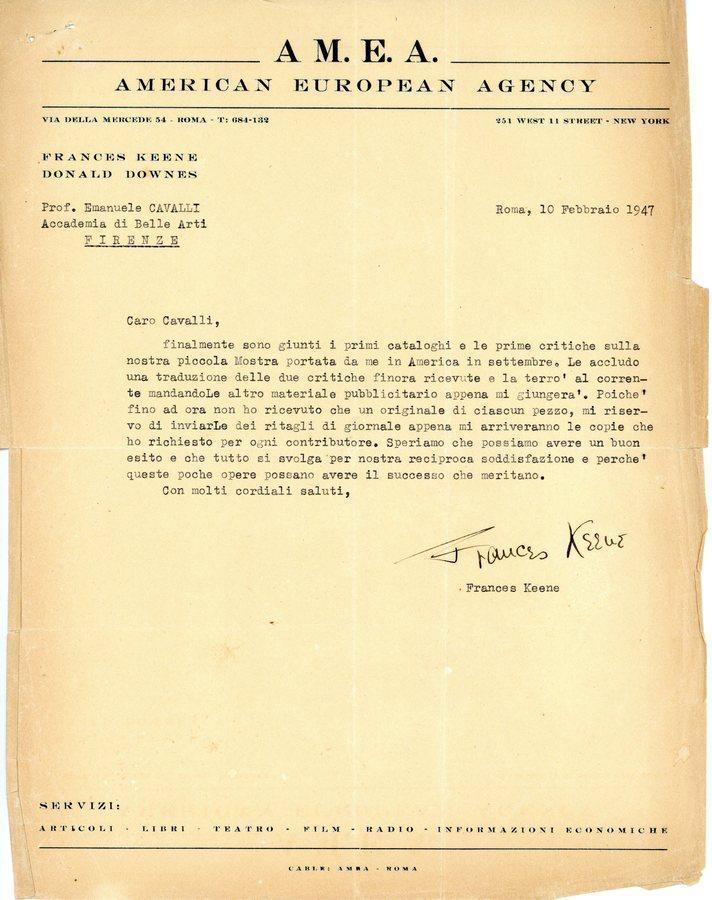 A M. E. A.
AMERICAN EUROPEAN AGENCY
VIA DELLA MERCEDE 54 - ROMA - T: 684-132
251 WEST 11 STREET - NEW YORK
FRANCES KEENE
DONALD DOWNES
Prof. Emanuele CAVALLI
Roma, 10 Febbraio 1947
Accademia di Belle Arti
F I R E N Z E
Caro Cavalli,
finalmente sono giunti i primi cataloghi e le prime critiche sulla
nostra piccola Mostra portata da me in America in settembre. Le accludo
una traduzione delle due critiche finora ricevute e la terro' al corren-
te mandandoLe altro materiale pubblicitario appena mi giungera'. Poiche'
fino ad ora non ho ricevuto che un originale di ciascun pezzo, mi riser-
vo di inviarLe dei ritagli di giornale appena mi arriveranno le copie che
ho richiesto per ogni contributore. Speriamo che possiamo avere un buon
esito e che tutto si svolga per nostra reciproca soddisfazione e perche'
queste poche opere possano avere il successo che meritano.
Con molti cordiali saluti,
Frances Keene
Frances Keene
SERVIZI:
ARTICOLI - LIBRI - TEATRO - FILM - RADIO - INFORMAZIONI ECONOMICHE
CABLE: AMEA - ROMA